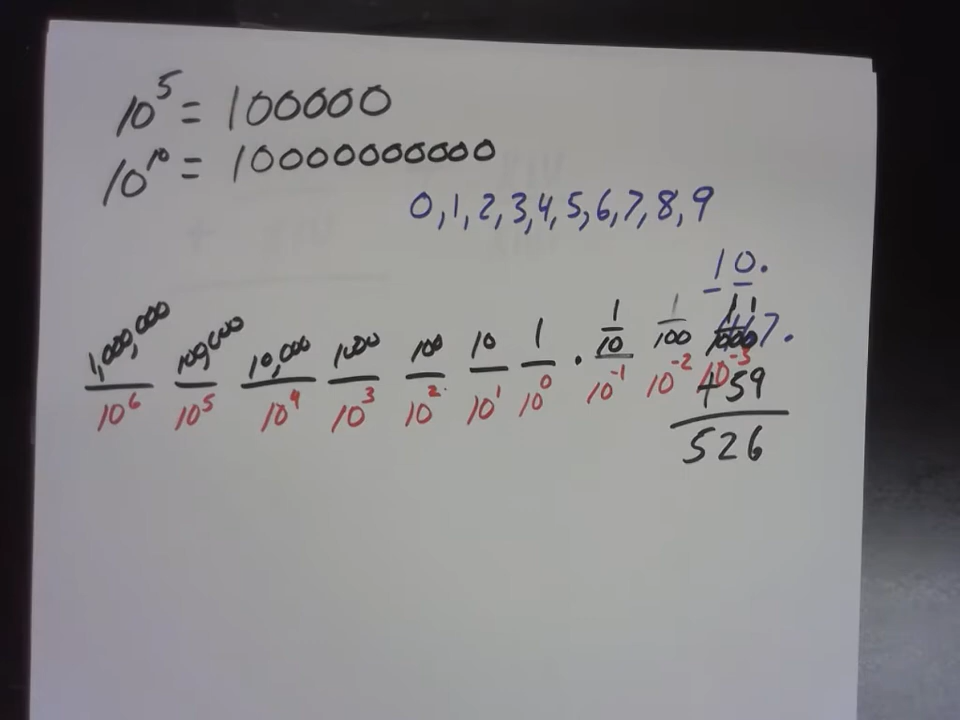 10^5 = 100000
10^10 = 10000000000
0,1,2,3,4,5,6,7,8,9
10.
1,000,000 100,000 10,000 1000 100 10 1 . 1/10 1/100 7.
10^6 10^5 10^4 10^3 10^2 10^1 10^0 10^-1 10^-2 10^-3
459
526